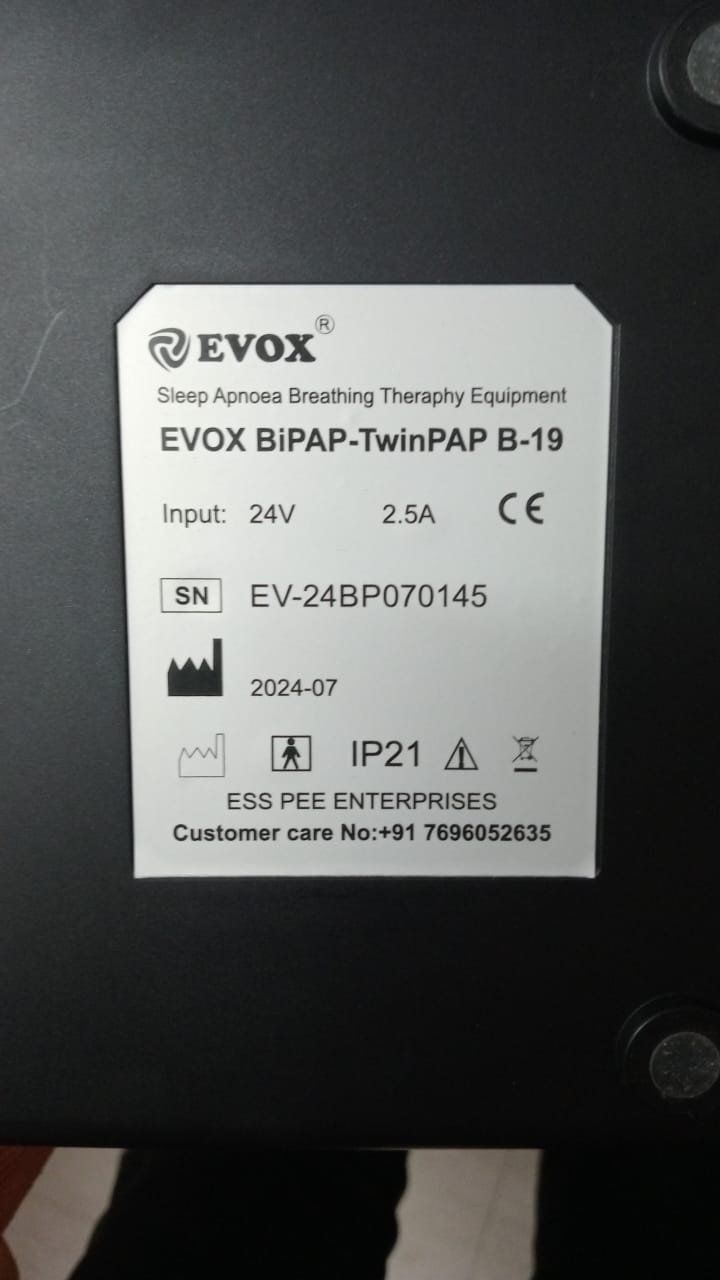 EVOX®
Sleep Apnoea Breathing Theraphy Equipment
EVOX BiPAP-TwinPAP B-19
Input: 24V 2.5A CE
SN EV-24BP070145
2024-07
IP21
ESS PEE ENTERPRISES
Customer care No:+91 7696052635